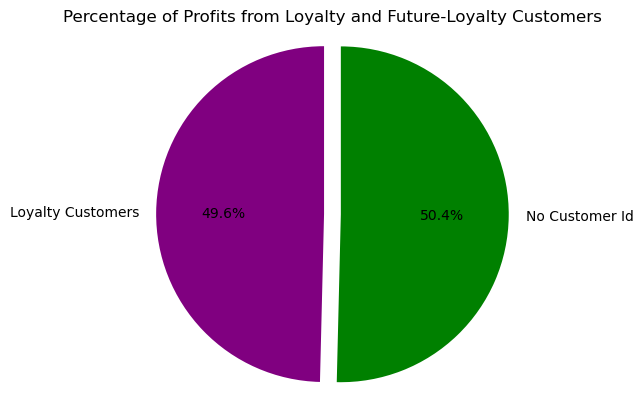 Percentage of Profits from Loyalty and Future-Loyalty Customers
Loyalty Customers
49.6%
50.4%
No Customer Id